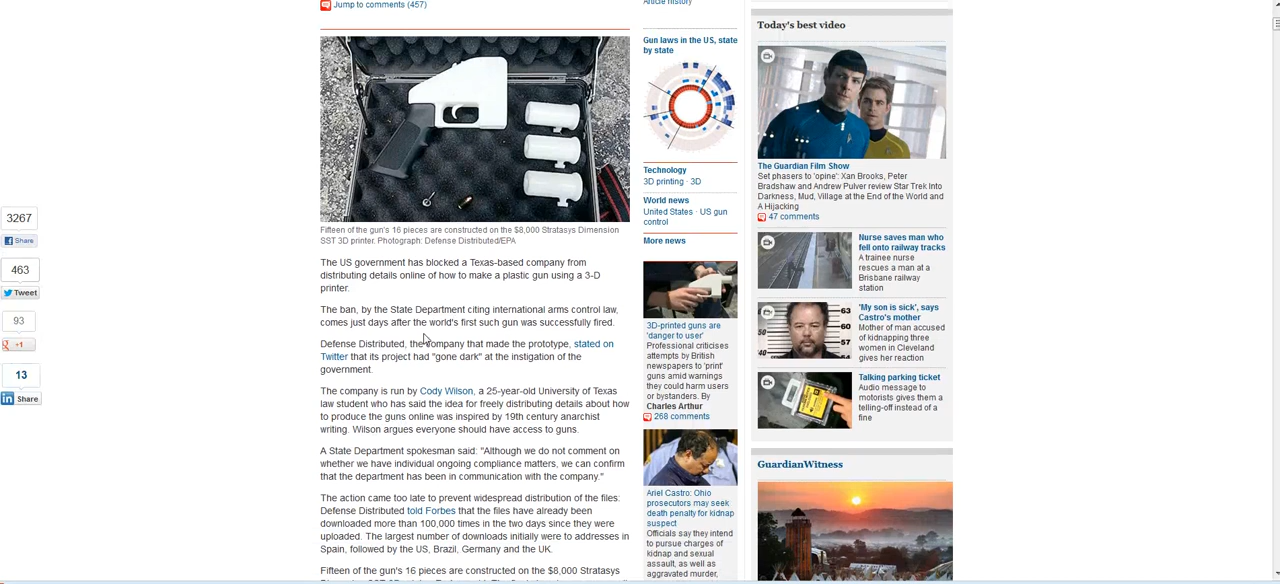 Jump to comments (457)
Article history
3267
Share
463
Tweet
93
+1
13
Share
Fifteen of the gun's 16 pieces are constructed on the $8,000 Stratasys Dimension
SST 3D printer. Photograph: Defense Distributed/EPA
The US government has blocked a Texas-based company from
distributing details online of how to make a plastic gun using a 3-D
printer.
The ban, by the State Department citing international arms control law,
comes just days after the world's first such gun was successfully fired.
Defense Distributed, the company that made the prototype, stated on
Twitter that its project had "gone dark" at the instigation of the
government.
The company is run by Cody Wilson, a 25-year-old University of Texas
law student who has said the idea for freely distributing details about how
to produce the guns online was inspired by 19th century anarchist
writing. Wilson argues everyone should have access to guns.
A State Department spokesman said: "Although we do not comment on
whether we have individual ongoing compliance matters, we can confirm
that the department has been in communication with the company."
The action came too late to prevent widespread distribution of the files:
Defense Distributed told Forbes that the files have already been
downloaded more than 100,000 times in the two days since they were
uploaded. The largest number of downloads initially were to addresses in
Spain, followed by the US, Brazil, Germany and the UK.
Fifteen of the gun's 16 pieces are constructed on the $8,000 Stratasys
Gun laws in the US, state
by state
Technology
3D printing · 3D
World news
United States · US gun
control
More news
3D-printed guns are
'danger to user'
Professional criticises
attempts by British
newspapers to 'print'
guns amid warnings
they could harm users
or bystanders. By
Charles Arthur
268 comments
Ariel Castro: Ohio
prosecutors may seek
death penalty for kidnap
suspect
Officials say they intend
to pursue charges of
kidnap and sexual
assault, as well as
aggravated murder,
Today's best video
The Guardian Film Show
Set phasers to 'opine': Xan Brooks, Peter
Bradshaw and Andrew Pulver review Star Trek Into
Darkness, Mud, Village at the End of the World and
A Hijacking
47 comments
Nurse saves man who
fell onto railway tracks
A trainee nurse
rescues a man at a
Brisbane railway
station
'My son is sick', says
Castro's mother
Mother of man accused
of kidnapping three
women in Cleveland
gives her reaction
Talking parking ticket
Audio message to
motorists gives them a
telling-off instead of a
fine
GuardianWitness